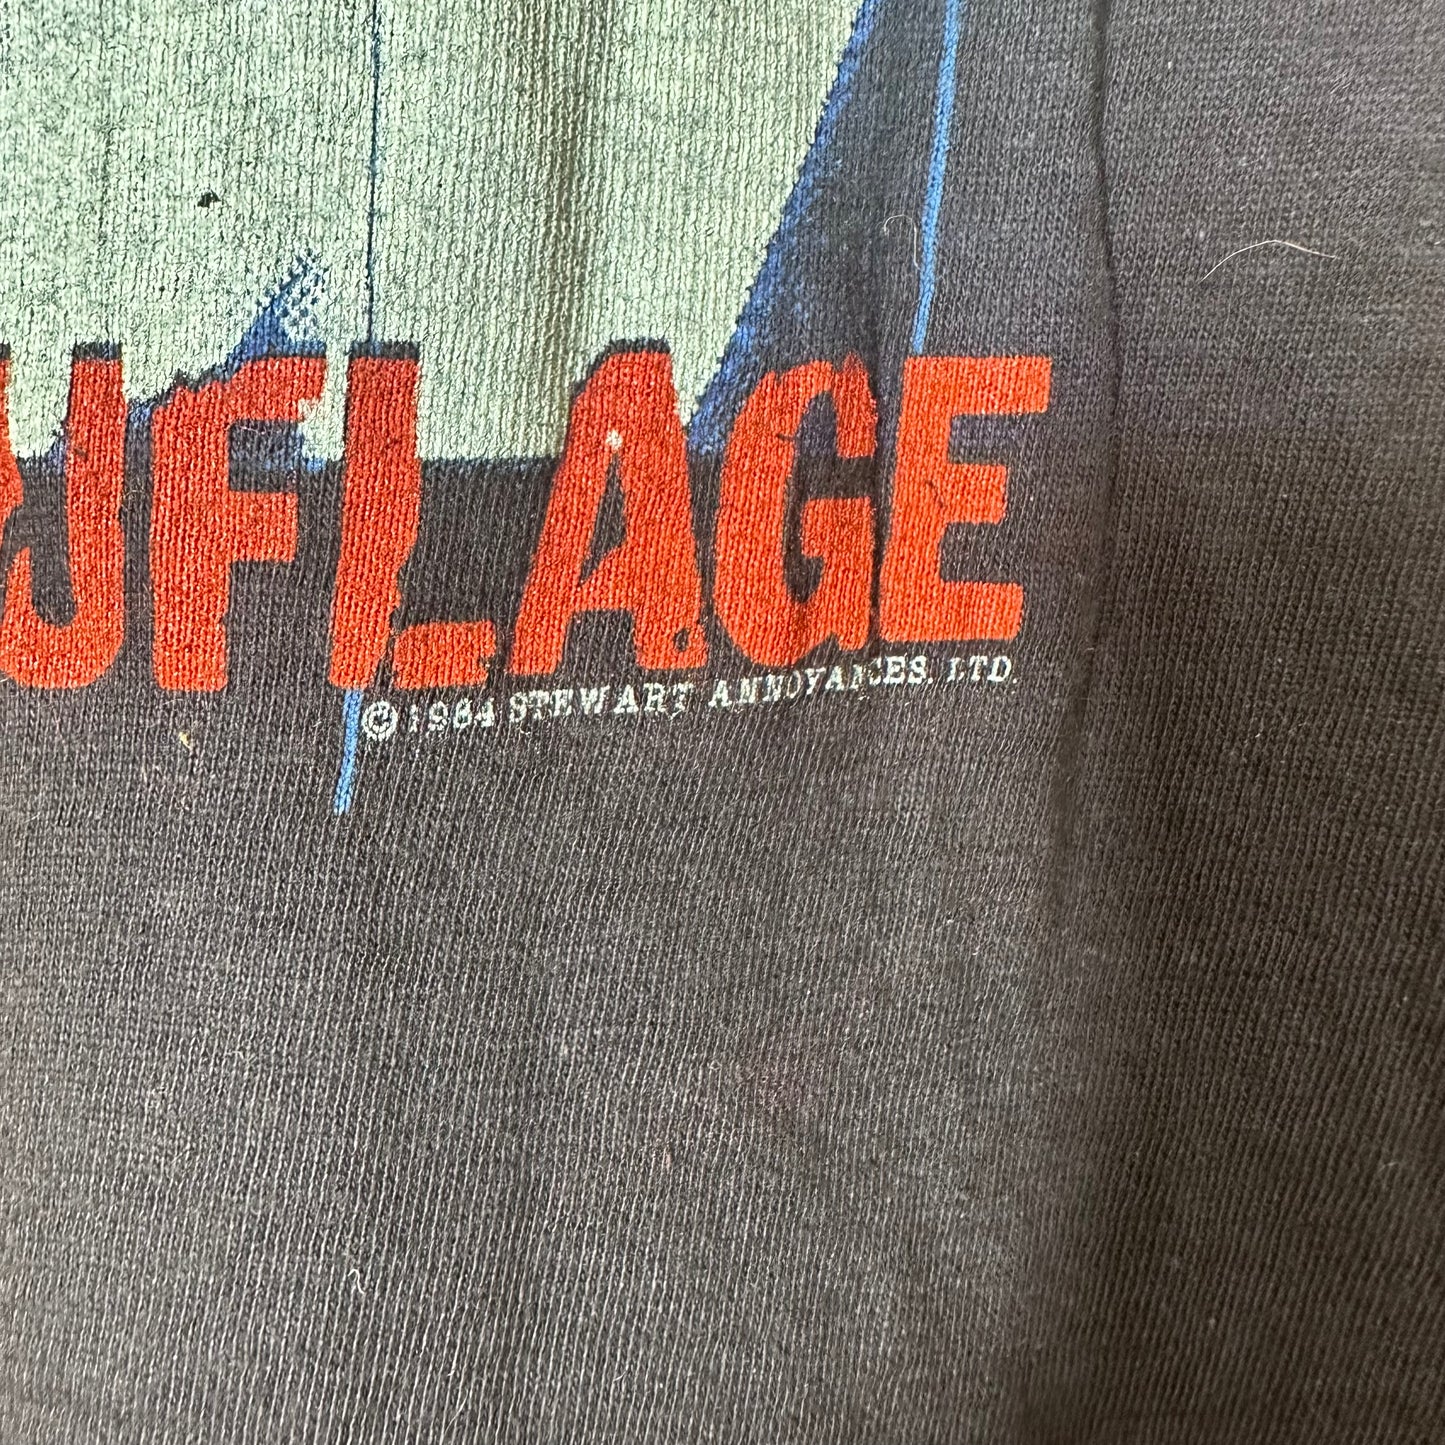 UFLAGE
© 1984 STEWART ANNOYANCES, LTD.